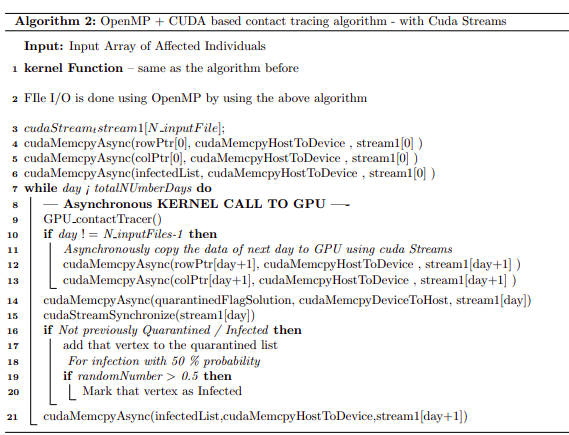 Algorithm 2: OpenMP + CUDA based contact tracing algorithm - with Cuda Streams
Input: Input Array of Affected Individuals
1 kernel Function – same as the algorithm before
2 FIle I/O is done using OpenMP by using the above algorithm
3 cudaStream_tstream1[N_inputFile];
4 cudaMemcpyAsync(rowPtr[0], cudaMemcpyHostToDevice , stream1[0] )
5 cudaMemcpyAsync(colPtr[0], cudaMemcpyHostToDevice , stream1[0] )
6 cudaMemcpyAsync(infectedList, cudaMemcpyHostToDevice , stream1[0] )
7 while day ¡ totalNUmberDays do
8 — Asynchronous KERNEL CALL TO GPU —-
9 GPU_contactTracer()
10 if day ! = N_inputFiles-1 then
11 Asynchronously copy the data of next day to GPU using cuda Streams
12 cudaMemcpyAsync(rowPtr[day+1], cudaMemcpyHostToDevice , stream1[day+1] )
13 cudaMemcpyAsync(colPtr[day+1], cudaMemcpyHostToDevice , stream1[day+1] )
14 cudaMemcpyAsync(quarantinedFlagSolution, cudaMemcpyDeviceToHost, stream1[day])
15 cudaStreamSynchronize(stream1[day])
16 if Not previously Quarantined / Infected then
17 add that vertex to the quarantined list
18 For infection with 50 % probability
19 if randomNumber > 0.5 then
20 Mark that vertex as Infected
21 cudaMemcpyAsync(infectedList,cudaMemcpyHostToDevice,stream1[day+1])